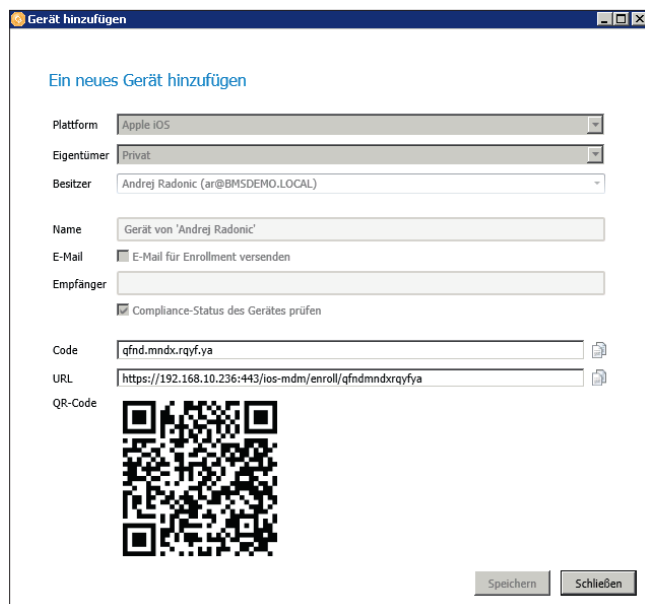 Gerät hinzufügen
Ein neues Gerät hinzufügen
Plattform Apple iOS
Eigentümer Privat
Besitzer Andrej Radonic (ar@BMSDEMO.LOCAL)
Name Gerät von 'Andrej Radonic'
E-Mail E-Mail für Enrollment versenden
Empfänger
Compliance-Status des Gerätes prüfen
Code qfnd.mndx.rqyf.ya
URL https://192.168.10.236:443/ios-mdm/enroll/qfndmndxrqyfya
QR-Code
Speichern Schließen